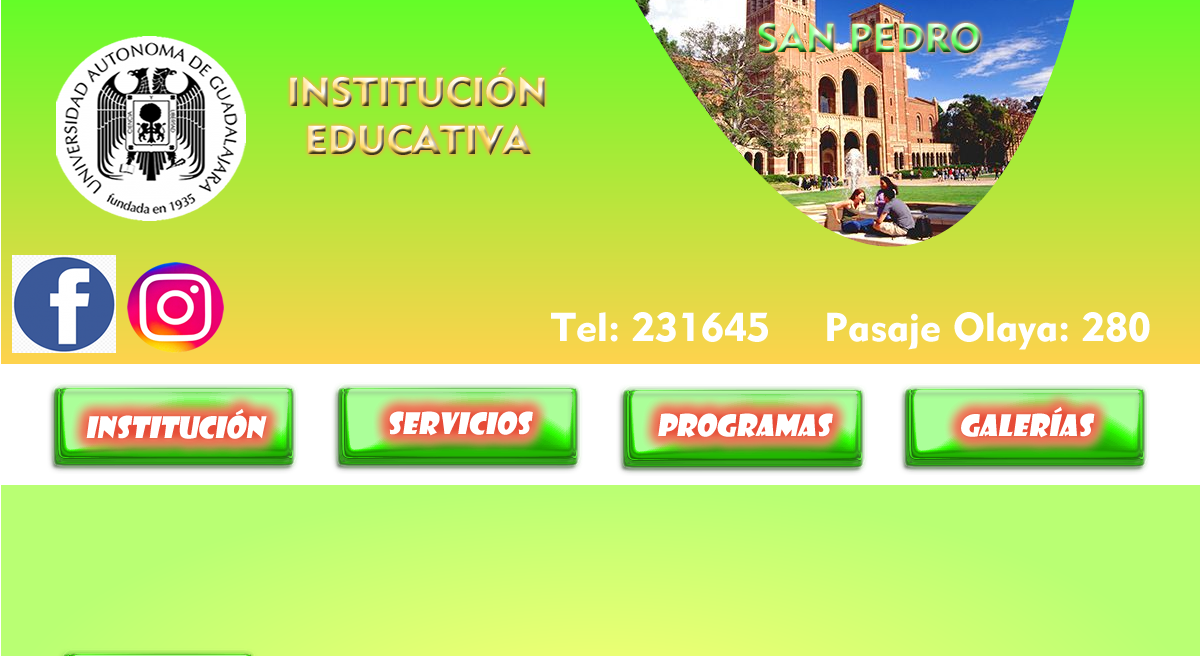 UNIVERSIDAD AUTONOMA DE GUADALAJARA
fundada en 1935
INSTITUCIÓN
EDUCATIVA
SAN PEDRO
Tel: 231645 Pasaje Olaya: 280
INSTITUCIÓN
SERVICIOS
PROGRAMAS
GALERÍAS